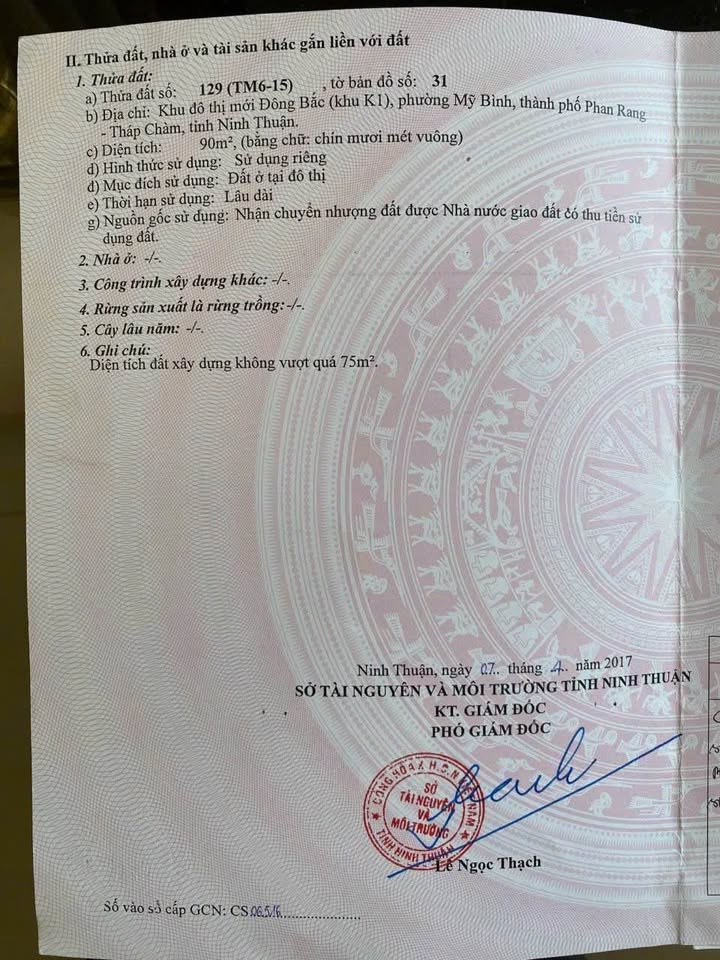 II. Thửa đất, nhà ở và tài sản khác gắn liền với đất
1. Thửa đất:
a) Thửa đất số: 129 (TM6-15) , tờ bản đồ số: 31
b) Địa chỉ: Khu đô thị mới Đông Bắc (khu K1), phường Mỹ Bình, thành phố Phan Rang
- Tháp Chàm, tỉnh Ninh Thuận.
c) Diện tích: 90m², (bằng chữ: chín mươi mét vuông)
d) Hình thức sử dụng: Sử dụng riêng
đ) Mục đích sử dụng: Đất ở tại đô thị
e) Thời hạn sử dụng: Lâu dài
g) Nguồn gốc sử dụng: Nhận chuyển nhượng đất được Nhà nước giao đất có thu tiền sử
dụng đất.
2. Nhà ở: -/-.
3. Công trình xây dựng khác: -/-.
4. Rừng sản xuất là rừng trồng: -/-.
5. Cây lâu năm: -/-.
6. Ghi chú:
Diện tích đất xây dựng không vượt quá 75m².
Ninh Thuận, ngày 07.. tháng 4.. năm 2017
SỞ TÀI NGUYÊN VÀ MÔI TRƯỜNG TỈNH NINH THUẬN
KT. GIÁM ĐỐC
PHÓ GIÁM ĐỐC
CỘNG HÒA X.H.C.N VIỆT NAM
SỞ
TÀI NGUYÊN
VÀ
MÔI TRƯỜNG
TỈNH NINH THUẬN
Lê Ngọc Thạch
Số vào sổ cấp GCN: CS06516